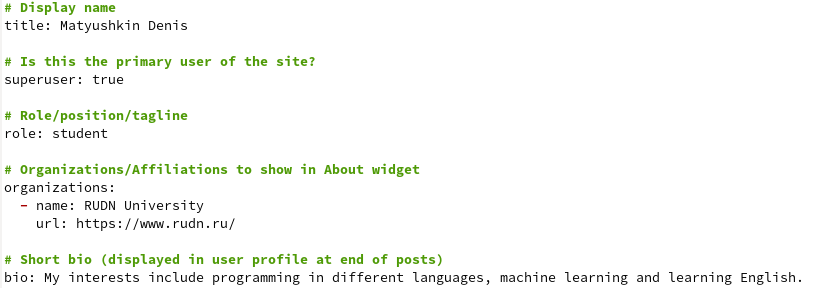 # Display name
title: Matyushkin Denis
# Is this the primary user of the site?
superuser: true
# Role/position/tagline
role: student
# Organizations/Affiliations to show in About widget
organizations:
  - name: RUDN University
    url: https://www.rudn.ru/
# Short bio (displayed in user profile at end of posts)
bio: My interests include programming in different languages, machine learning and learning English.